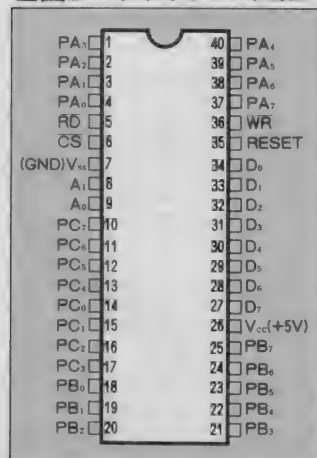 PA₃ 1 40 PA₄
PA₂ 2 39 PA₅
PA₁ 3 38 PA₆
PA₀ 4 37 PA₇
R̅D̅ 5 36 W̅R̅
C̅S̅ 6 35 RESET
(GND)Vss 7 34 D₀
A₁ 8 33 D₁
A₀ 9 32 D₂
PC₇ 10 31 D₃
PC₆ 11 30 D₄
PC₅ 12 29 D₅
PC₄ 13 28 D₆
PC₀ 14 27 D₇
PC₁ 15 26 Vcc(+5V)
PC₂ 16 25 PB₇
PC₃ 17 24 PB₆
PB₀ 18 23 PB₅
PB₁ 19 22 PB₄
PB₂ 20 21 PB₃